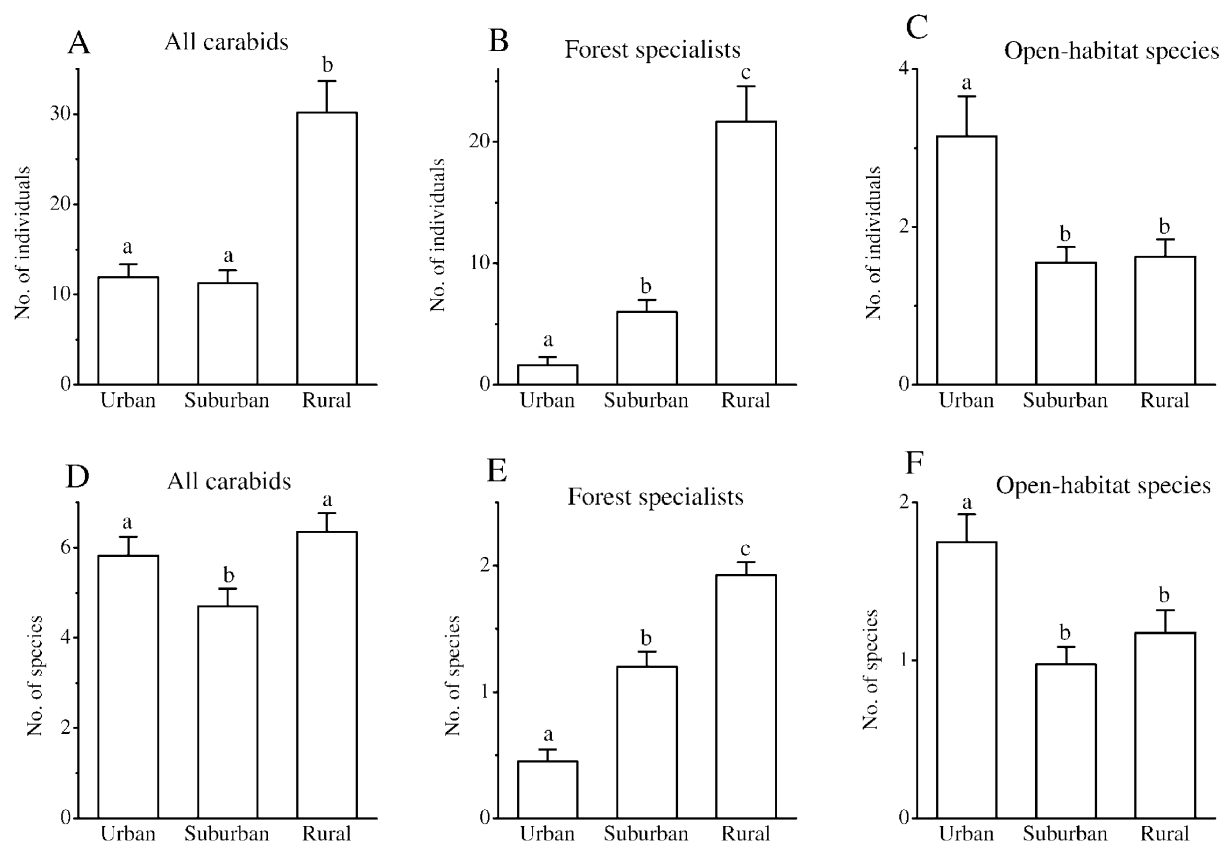 A
All carabids
No. of individuals
30
20
10
0
a
a
b
Urban
Suburban
Rural
B
Forest specialists
No. of individuals
20
10
0
a
b
c
Urban
Suburban
Rural
C
Open-habitat species
No. of individuals
4
2
0
a
b
b
Urban
Suburban
Rural
D
All carabids
No. of species
6
4
2
0
a
b
a
Urban
Suburban
Rural
E
Forest specialists
No. of species
2
1
0
a
b
c
Urban
Suburban
Rural
F
Open-habitat species
No. of species
2
1
0
a
b
b
Urban
Suburban
Rural